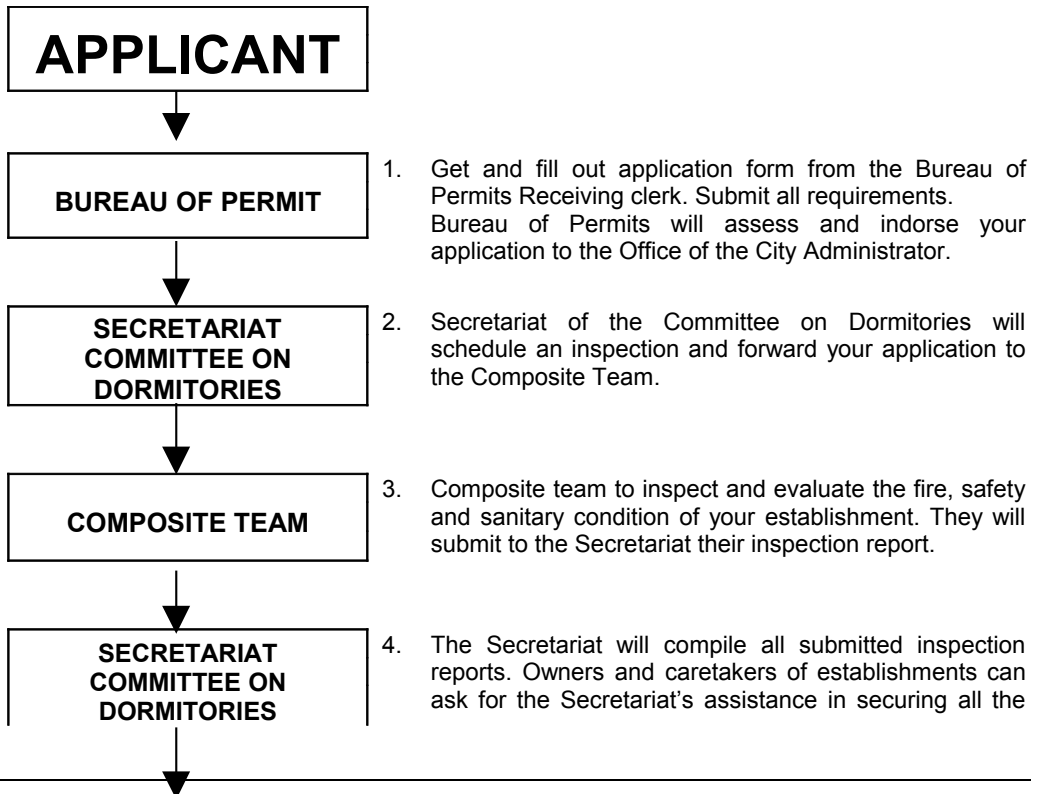 APPLICANT
BUREAU OF PERMIT
1. Get and fill out application form from the Bureau of
Permits Receiving clerk. Submit all requirements.
Bureau of Permits will assess and indorse your
application to the Office of the City Administrator.
SECRETARIAT
COMMITTEE ON
DORMITORIES
2. Secretariat of the Committee on Dormitories will
schedule an inspection and forward your application to
the Composite Team.
COMPOSITE TEAM
3. Composite team to inspect and evaluate the fire, safety
and sanitary condition of your establishment. They will
submit to the Secretariat their inspection report.
SECRETARIAT
COMMITTEE ON
DORMITORIES
4. The Secretariat will compile all submitted inspection
reports. Owners and caretakers of establishments can
ask for the Secretariat’s assistance in securing all the